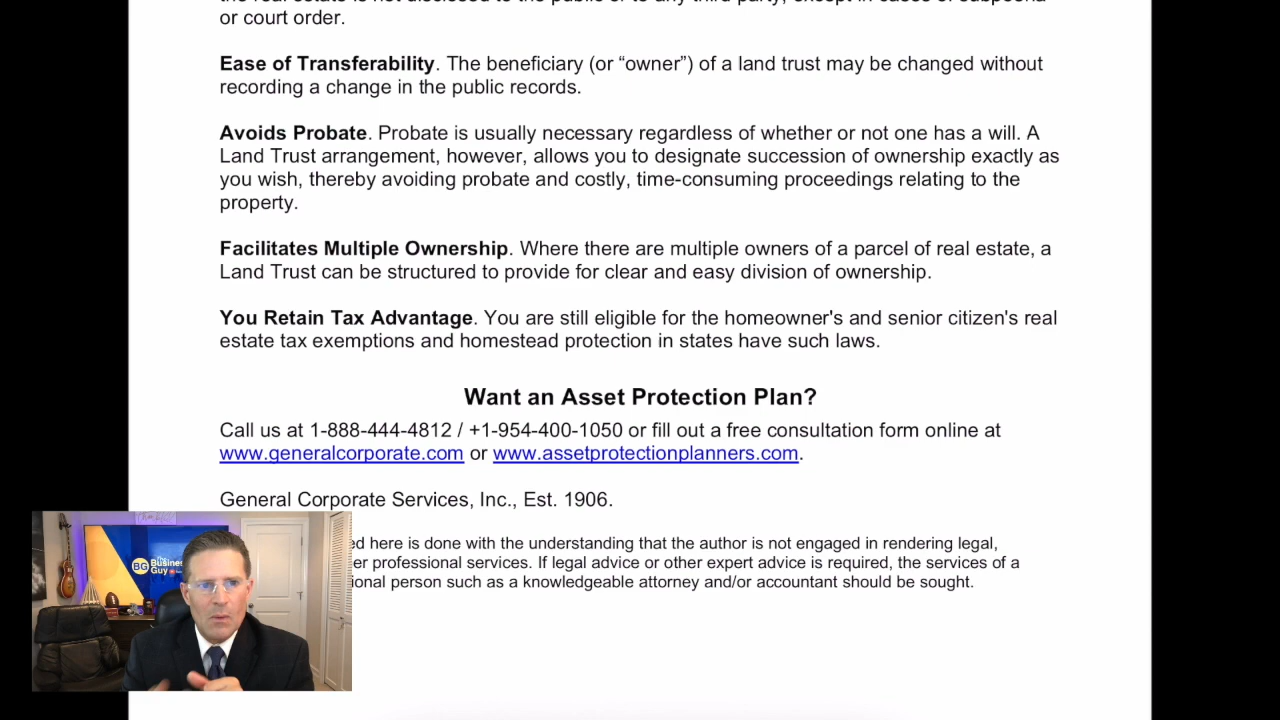 or court order.
Ease of Transferability. The beneficiary (or “owner”) of a land trust may be changed without
recording a change in the public records.
Avoids Probate. Probate is usually necessary regardless of whether or not one has a will. A
Land Trust arrangement, however, allows you to designate succession of ownership exactly as
you wish, thereby avoiding probate and costly, time-consuming proceedings relating to the
property.
Facilitates Multiple Ownership. Where there are multiple owners of a parcel of real estate, a
Land Trust can be structured to provide for clear and easy division of ownership.
You Retain Tax Advantage. You are still eligible for the homeowner's and senior citizen's real
estate tax exemptions and homestead protection in states have such laws.
Want an Asset Protection Plan?
Call us at 1-888-444-4812 / +1-954-400-1050 or fill out a free consultation form online at
www.generalcorporate.com or www.assetprotectionplanners.com.
General Corporate Services, Inc., Est. 1906.
here is done with the understanding that the author is not engaged in rendering legal,
professional services. If legal advice or other expert advice is required, the services of a
person such as a knowledgeable attorney and/or accountant should be sought.
BG The Business Guy